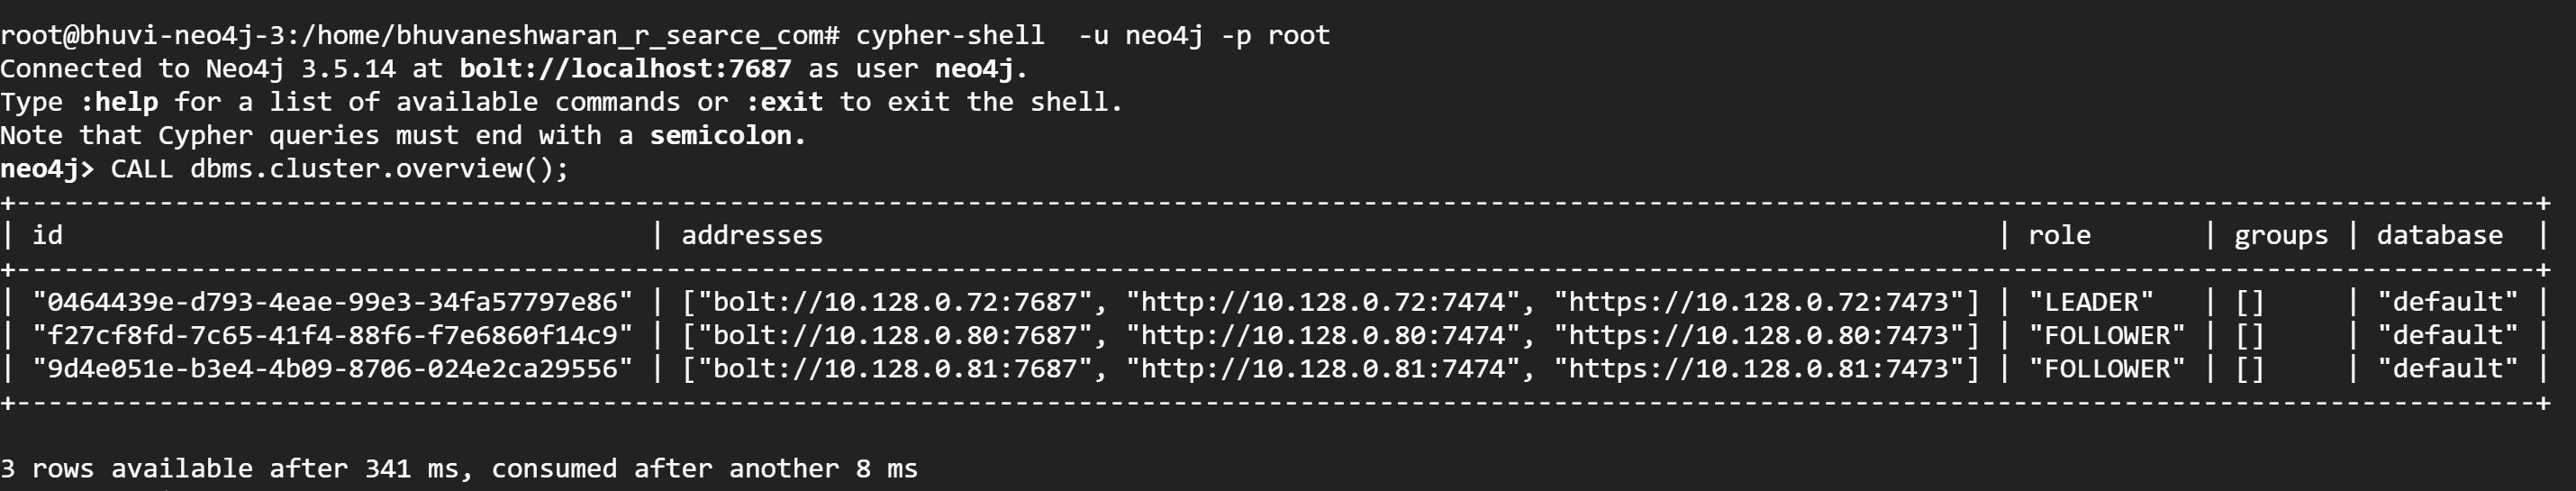 root@bhuvi-neo4j-3:/home/bhuvaneshwaran_r_searce_com# cypher-shell  -u neo4j -p root
Connected to Neo4j 3.5.14 at bolt://localhost:7687 as user neo4j.
Type :help for a list of available commands or :exit to exit the shell.
Note that Cypher queries must end with a semicolon.
neo4j> CALL dbms.cluster.overview();
| id | addresses | role | groups | database |
| "0464439e-d793-4eae-99e3-34fa57797e86" | ["bolt://10.128.0.72:7687", "http://10.128.0.72:7474", "https://10.128.0.72:7473"] | "LEADER" | [] | "default" |
| "f27cf8fd-7c65-41f4-88f6-f7e6860f14c9" | ["bolt://10.128.0.80:7687", "http://10.128.0.80:7474", "https://10.128.0.80:7473"] | "FOLLOWER" | [] | "default" |
| "9d4e051e-b3e4-4b09-8706-024e2ca29556" | ["bolt://10.128.0.81:7687", "http://10.128.0.81:7474", "https://10.128.0.81:7473"] | "FOLLOWER" | [] | "default" |
3 rows available after 341 ms, consumed after another 8 ms